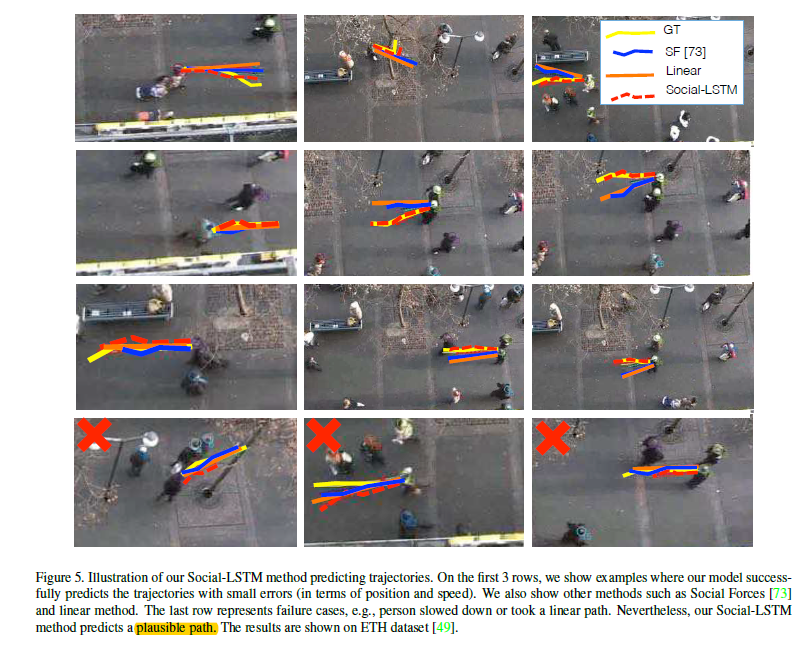 GT
SF [73]
Linear
Social-LSTM
Figure 5. Illustration of our Social-LSTM method predicting trajectories. On the first 3 rows, we show examples where our model success-
fully predicts the trajectories with small errors (in terms of position and speed). We also show other methods such as Social Forces [73]
and linear method. The last row represents failure cases, e.g., person slowed down or took a linear path. Nevertheless, our Social-LSTM
method predicts a plausible path. The results are shown on ETH dataset [49].